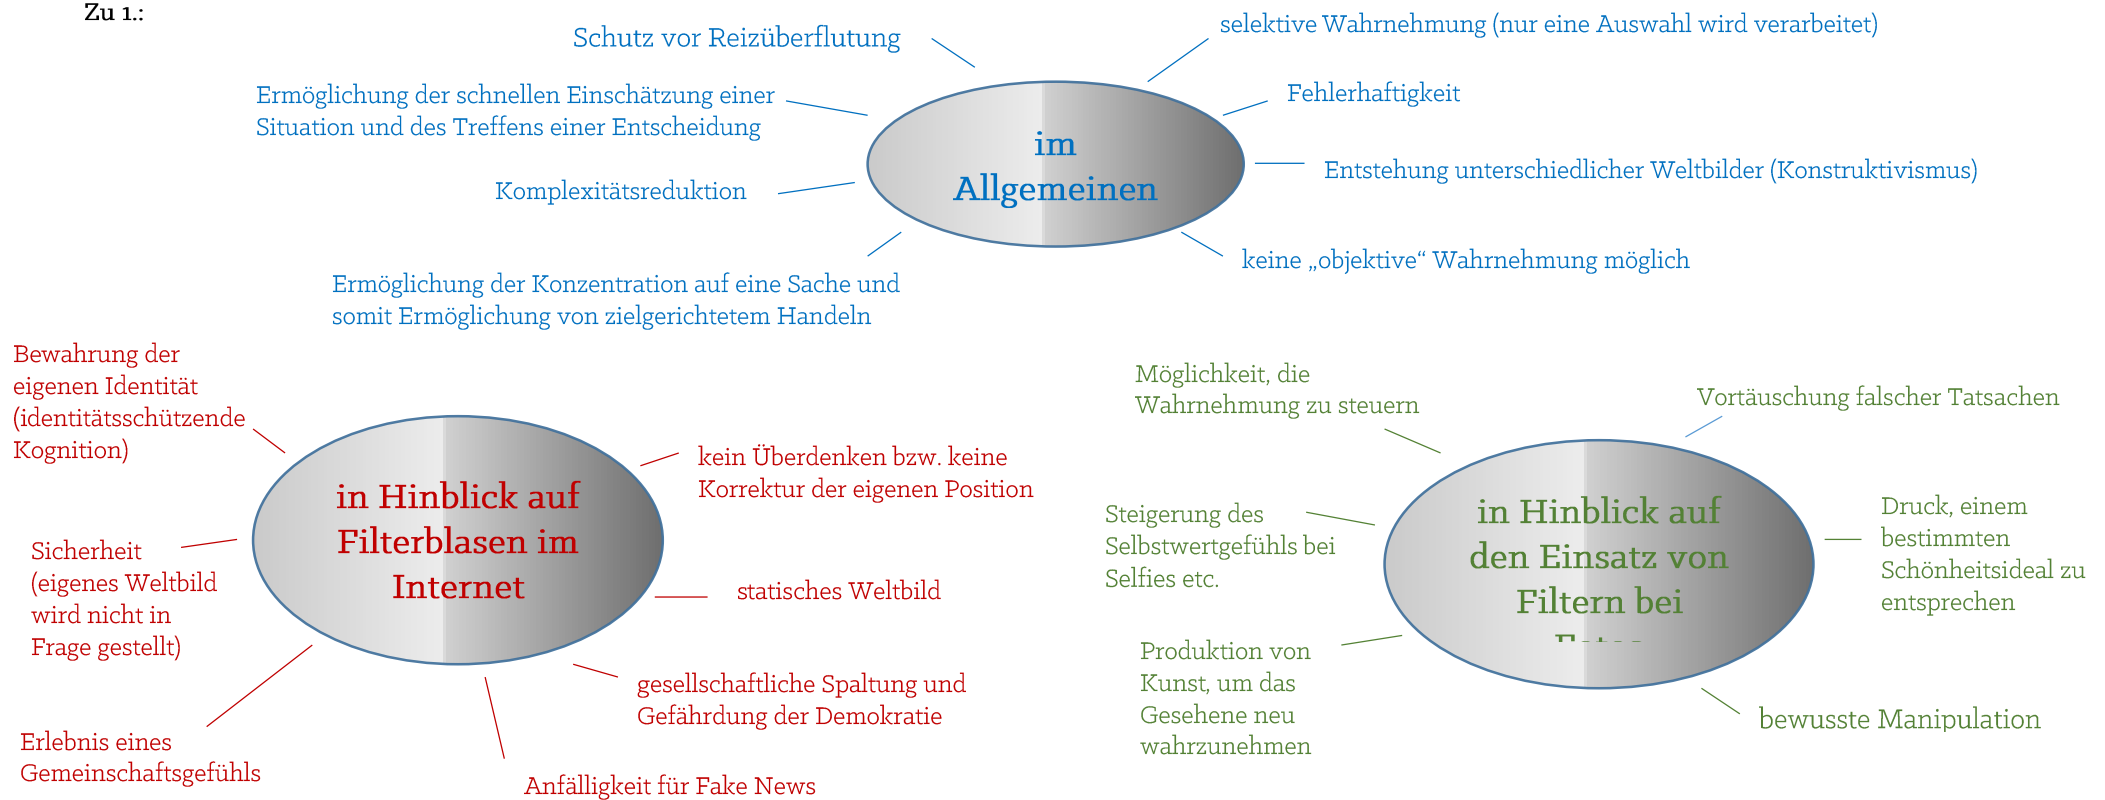 Zu 1.:
Schutz vor Reizüberflutung
selektive Wahrnehmung (nur eine Auswahl wird verarbeitet)
Ermöglichung der schnellen Einschätzung einer
Situation und des Treffens einer Entscheidung
Fehlerhaftigkeit
im
Allgemeinen
Komplexitätsreduktion
Entstehung unterschiedlicher Weltbilder (Konstruktivismus)
Ermöglichung der Konzentration auf eine Sache und
somit Ermöglichung von zielgerichtetem Handeln
keine „objektive“ Wahrnehmung möglich
Bewahrung der
eigenen Identität
(identitätsschützende
Kognition)
kein Überdenken bzw. keine
Korrektur der eigenen Position
in Hinblick auf
Filterblasen im
Internet
Sicherheit
(eigenes Weltbild
wird nicht in
Frage gestellt)
statisches Weltbild
gesellschaftliche Spaltung und
Gefährdung der Demokratie
Erlebnis eines
Gemeinschaftsgefühls
Anfälligkeit für Fake News
Möglichkeit, die
Wahrnehmung zu steuern
Vortäuschung falscher Tatsachen
Steigerung des
Selbstwertgefühls bei
Selfies etc.
in Hinblick auf
den Einsatz von
Filtern bei
Druck, einem
bestimmten
Schönheitsideal zu
entsprechen
Produktion von
Kunst, um das
Gesehene neu
wahrzunehmen
bewusste Manipulation